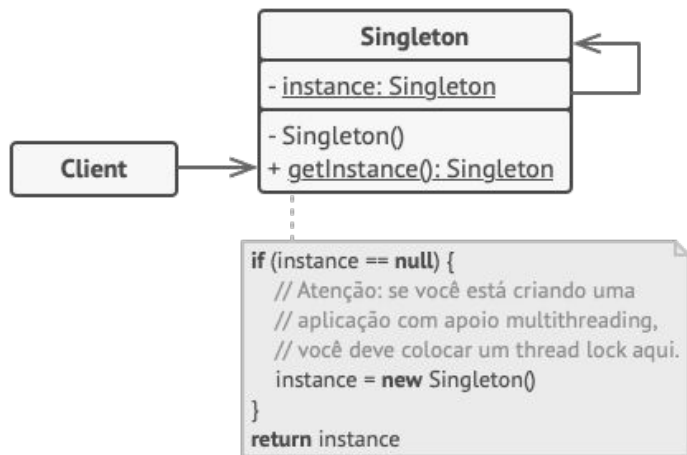 Singleton
- instance: Singleton
- Singleton()
+ getInstance(): Singleton
Client
if (instance == null) {
// Atenção: se você está criando uma
// aplicação com apoio multithreading,
// você deve colocar um thread lock aqui.
instance = new Singleton()
}
return instance